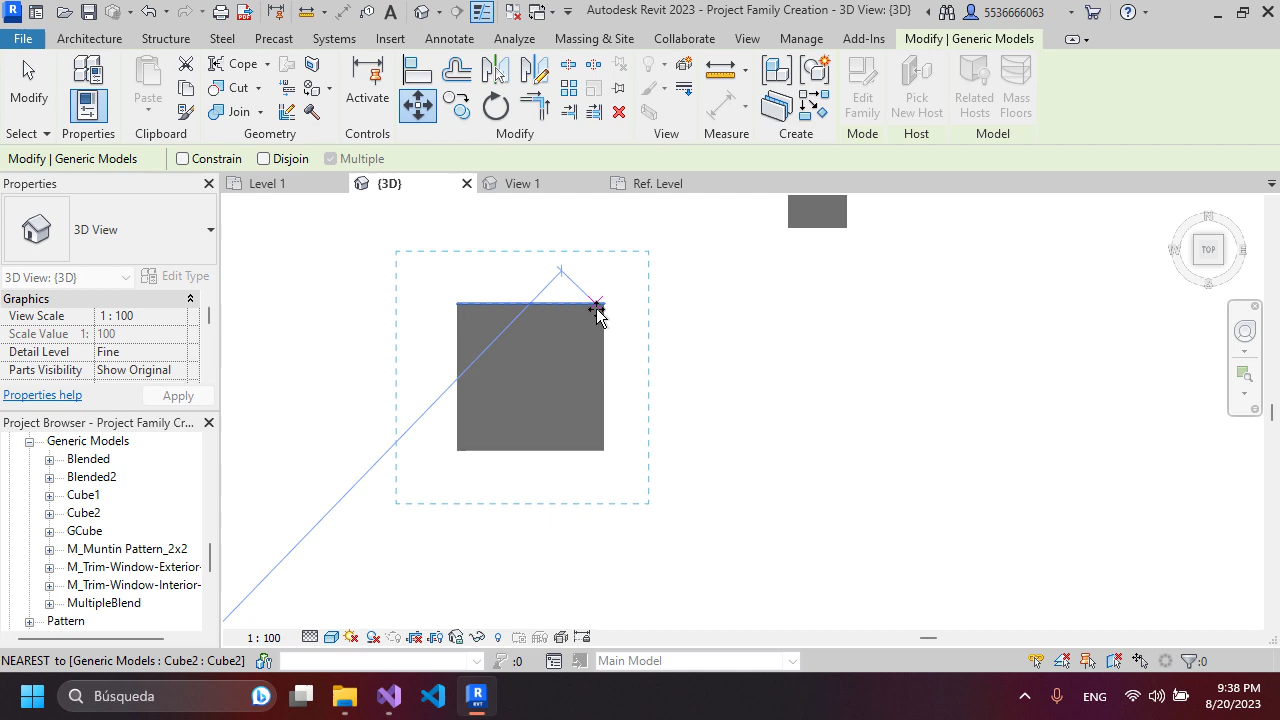 Autodesk Revit 2023 - Project Family Creation - 3D View: {3D}
5536666063
File
Architecture
Structure
Steel
Precast
Systems
Insert
Annotate
Analyze
Massing & Site
Collaborate
View
Manage
Add-Ins
Modify | Generic Models
Modify
Paste
Cope
Cut
Join
Activate
Edit
Family
Pick
New Host
Related
Hosts
Mass
Floors
Select
Properties
Clipboard
Geometry
Controls
Modify
View
Measure
Create
Mode
Host
Model
Modify | Generic Models
Constrain
Disjoin
Multiple
Properties
Level 1
{3D}
View 1
Ref. Level
3D View
3D View: {3D}
Edit Type
Graphics
View Scale
1 : 100
Scale Value 1:
100
Detail Level
Fine
Parts Visibility
Show Original
Properties help
Apply
Project Browser - Project Family Cr...
Generic Models
Blended
Blended2
Cube1
Cube2
GCube
M_Muntin Pattern_2x2
M_Trim-Window-Exterior-
M_Trim-Window-Interior-
MultipleBlend
Pattern
N
W
TOP
E
S
1 : 100
NEAREST to [Generic Models : Cube2 : Cube2]
:0
Main Model
:0
Búsqueda
ENG
9:38 PM
8/20/2023